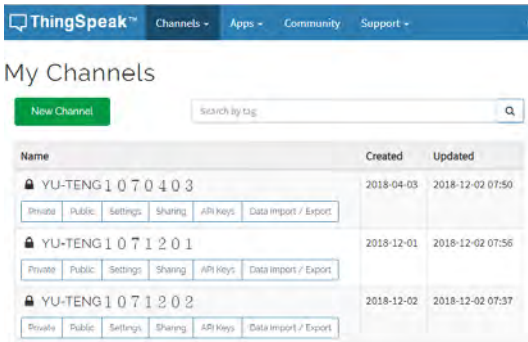 ThingSpeak™ Channels Apps Community Support
My Channels
New Channel Search by tag
Name Created Updated
YU-TENG１０７０４０３ 2018-04-03 2018-12-02 07:50
Private Public Settings Sharing API Keys Data Import / Export
YU-TENG１０７１２０１ 2018-12-01 2018-12-02 07:56
Private Public Settings Sharing API Keys Data Import / Export
YU-TENG１０７１２０２ 2018-12-02 2018-12-02 07:37
Private Public Settings Sharing API Keys Data Import / Export